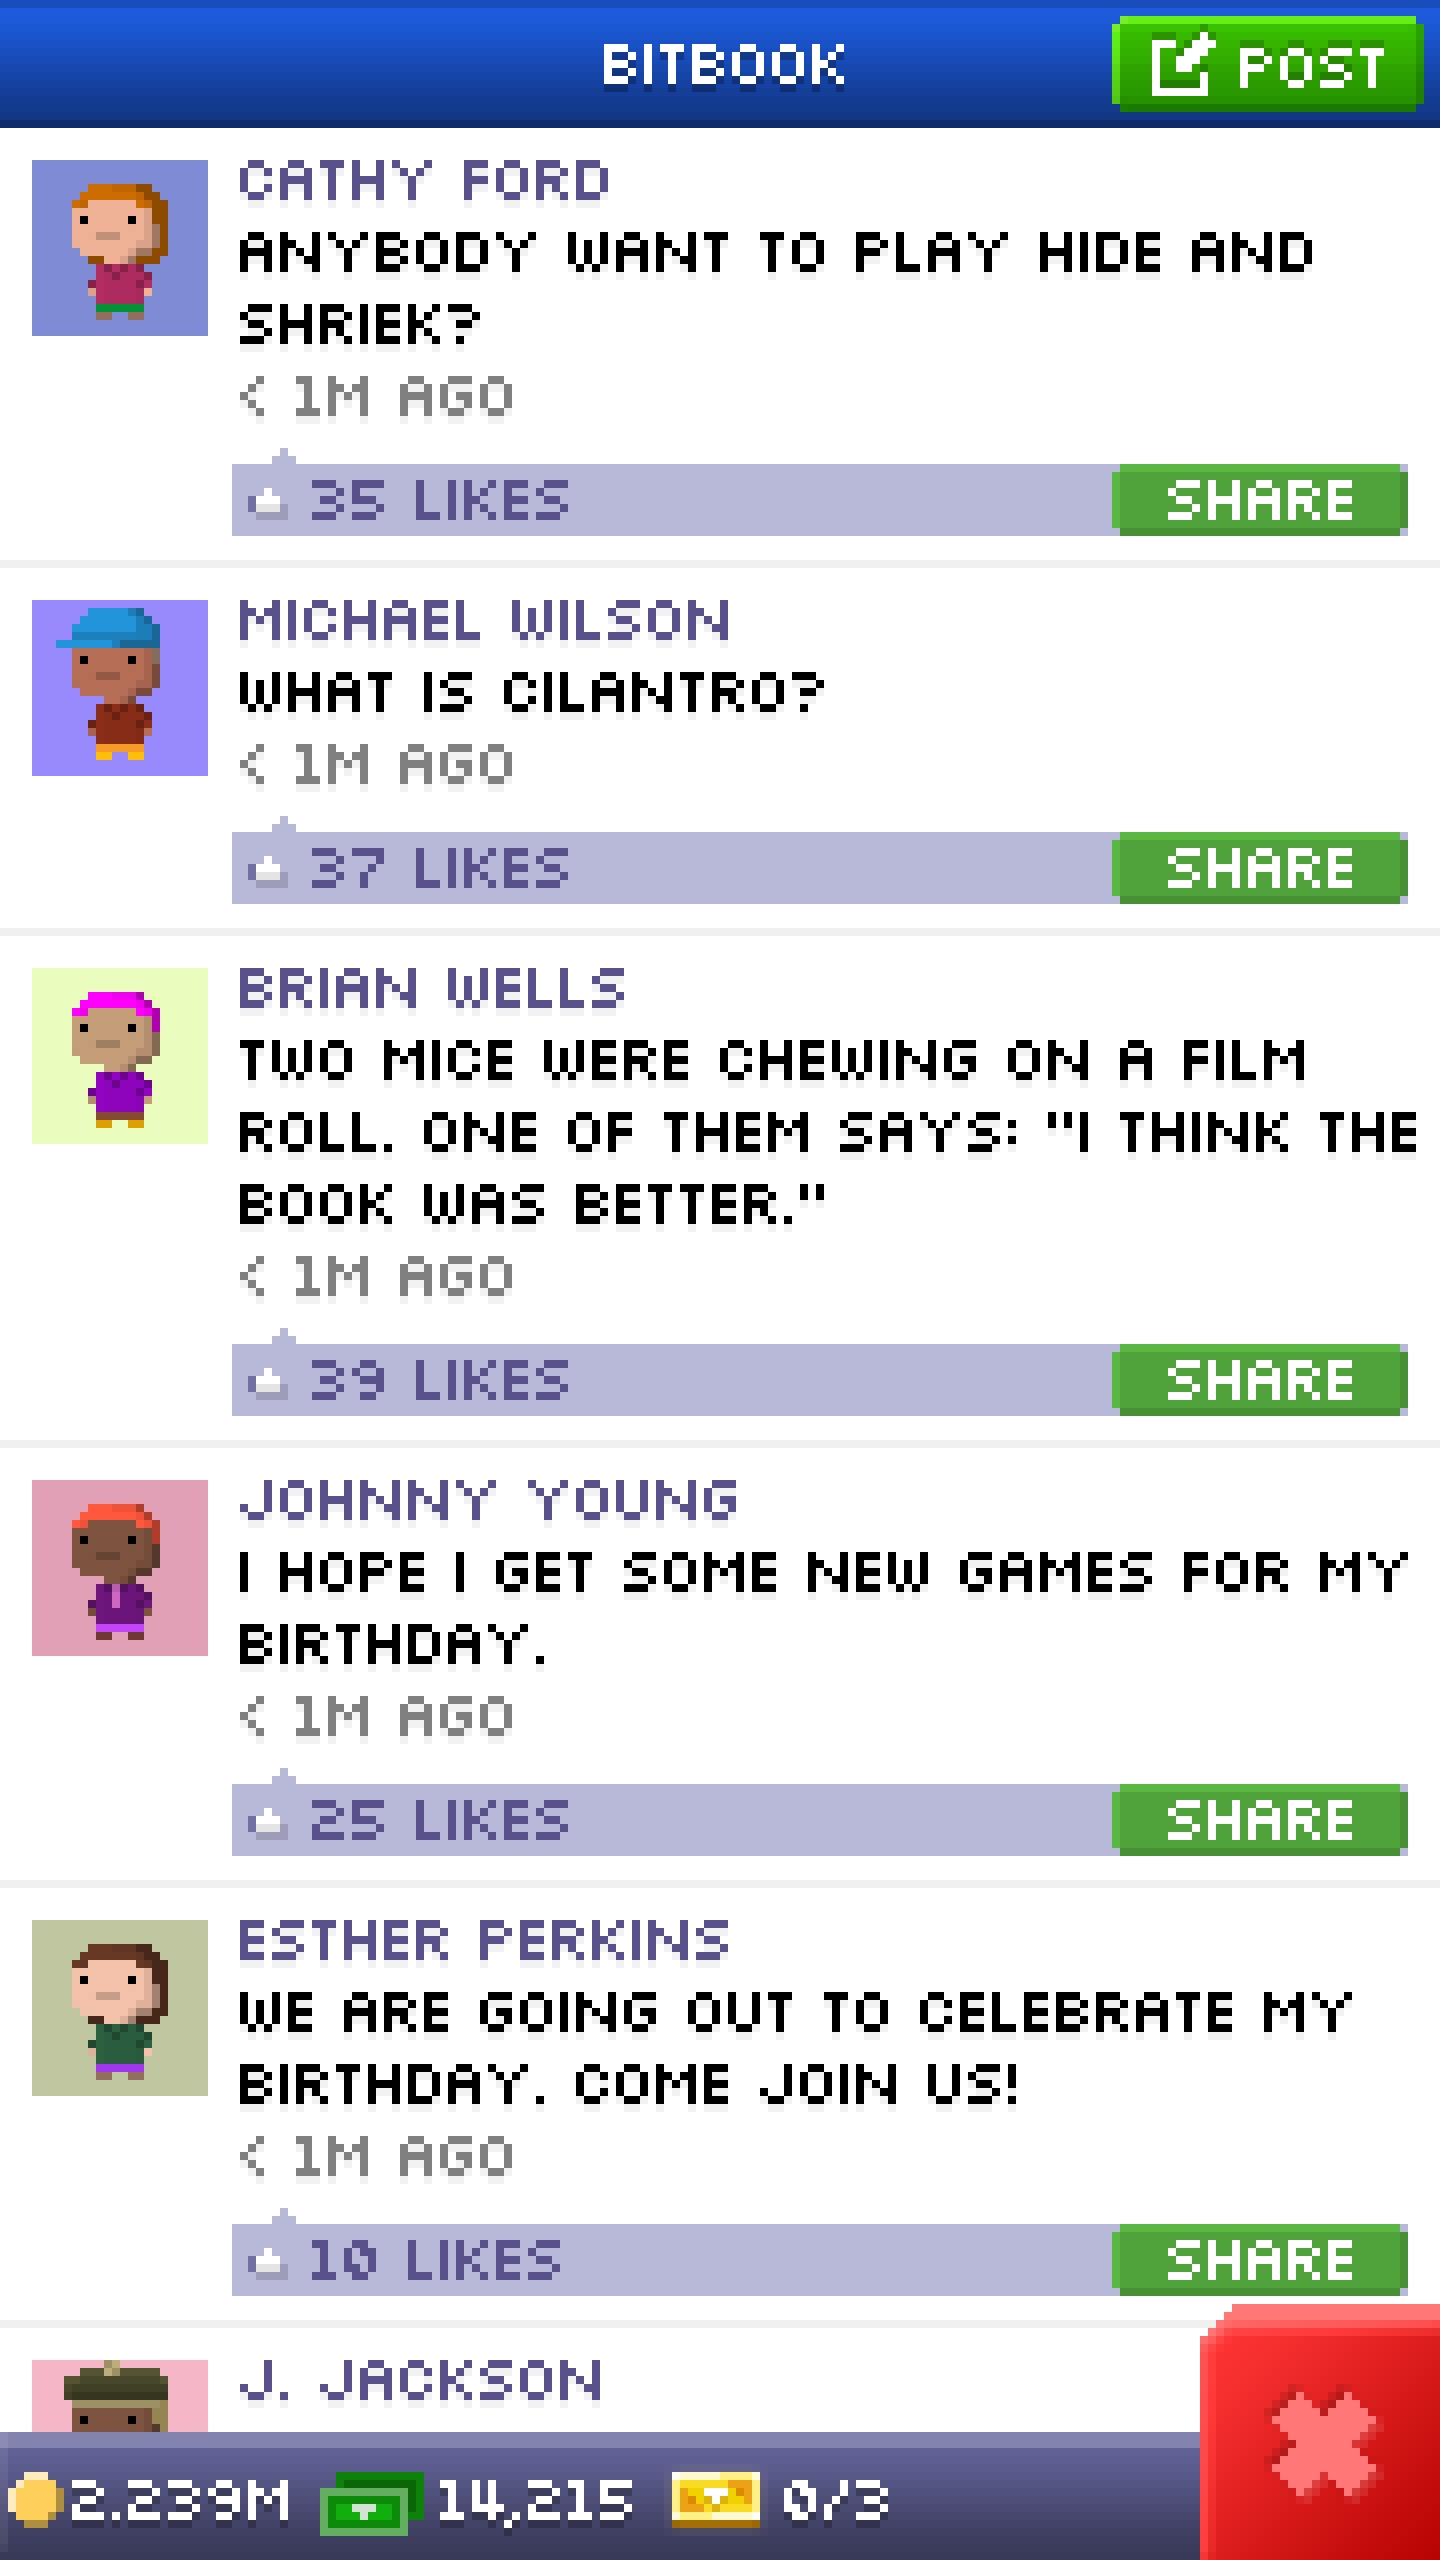 BITBOOK
POST
CATHY FORD
ANYBODY WANT TO PLAY HIDE AND
SHRIEK?
< 1M AGO
35 LIKES
SHARE
MICHAEL WILSON
WHAT IS CILANTRO?
< 1M AGO
37 LIKES
SHARE
BRIAN WELLS
TWO MICE WERE CHEWING ON A FILM
ROLL. ONE OF THEM SAYS: "I THINK THE
BOOK WAS BETTER."
< 1M AGO
39 LIKES
SHARE
JOHNNY YOUNG
I HOPE I GET SOME NEW GAMES FOR MY
BIRTHDAY.
< 1M AGO
25 LIKES
SHARE
ESTHER PERKINS
WE ARE GOING OUT TO CELEBRATE MY
BIRTHDAY. COME JOIN US!
< 1M AGO
10 LIKES
SHARE
J. JACKSON
2.239M 14,215 0/3